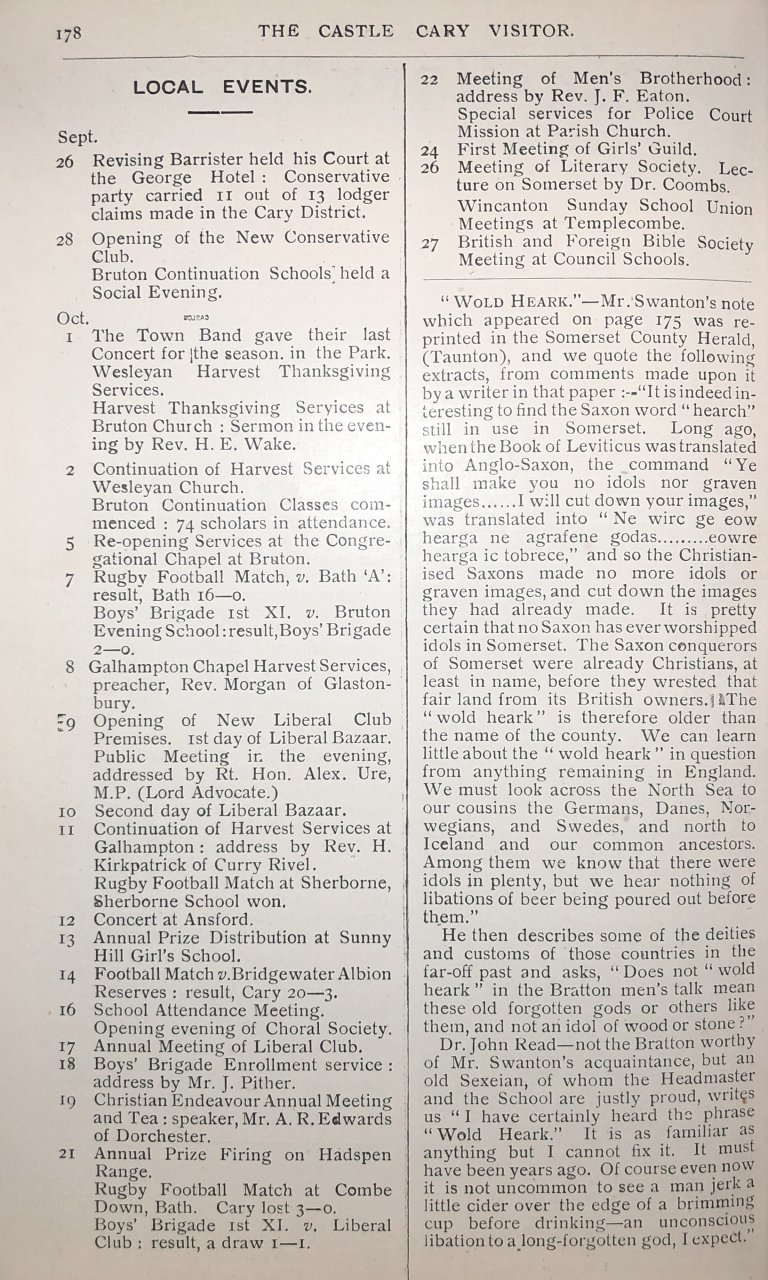 178
THE CASTLE CARY VISITOR.
LOCAL EVENTS.
Sept.
26 Revising Barrister held his Court at
the George Hotel : Conservative
party carried 11 out of 13 lodger
claims made in the Cary District.
28 Opening of the New Conservative
Club.
Bruton Continuation Schools held a
Social Evening.
Oct.
1 The Town Band gave their last
Concert for the season. in the Park.
Wesleyan Harvest Thanksgiving
Services.
Harvest Thanksgiving Services at
Bruton Church : Sermon in the even-
ing by Rev. H. E. Wake.
2 Continuation of Harvest Services at
Wesleyan Church.
Bruton Continuation Classes com-
menced : 74 scholars in attendance.
5 Re-opening Services at the Congre-
gational Chapel at Bruton.
7 Rugby Football Match, v. Bath 'A':
result, Bath 16—0.
Boys' Brigade 1st XI. v. Bruton
Evening School : result, Boys' Brigade
2—0.
8 Galhampton Chapel Harvest Services,
preacher, Rev. Morgan of Glaston-
bury.
9 Opening of New Liberal Club
Premises. 1st day of Liberal Bazaar.
Public Meeting in the evening,
addressed by Rt. Hon. Alex. Ure,
M.P. (Lord Advocate.)
10 Second day of Liberal Bazaar.
11 Continuation of Harvest Services at
Galhampton : address by Rev. H.
Kirkpatrick of Curry Rivel.
Rugby Football Match at Sherborne,
Sherborne School won.
12 Concert at Ansford.
13 Annual Prize Distribution at Sunny
Hill Girl's School.
14 Football Match v. Bridgewater Albion
Reserves : result, Cary 20—3.
16 School Attendance Meeting.
Opening evening of Choral Society.
17 Annual Meeting of Liberal Club.
18 Boys' Brigade Enrollment service :
address by Mr. J. Pither.
19 Christian Endeavour Annual Meeting
and Tea : speaker, Mr. A. R. Edwards
of Dorchester.
21 Annual Prize Firing on Hadspen
Range.
Rugby Football Match at Combe
Down, Bath. Cary lost 3—0.
Boys' Brigade 1st XI. v. Liberal
Club : result, a draw 1—1.
22 Meeting of Men's Brotherhood :
address by Rev. J. F. Eaton.
Special services for Police Court
Mission at Parish Church.
24 First Meeting of Girls' Guild.
26 Meeting of Literary Society. Lec-
ture on Somerset by Dr. Coombs.
Wincanton Sunday School Union
Meetings at Templecombe.
27 British and Foreign Bible Society
Meeting at Council Schools.
"WOLD HEARK."—Mr. Swanton's note
which appeared on page 175 was re-
printed in the Somerset County Herald,
(Taunton), and we quote the following
extracts, from comments made upon it
by a writer in that paper :--"It is indeed in-
teresting to find the Saxon word "hearch"
still in use in Somerset. Long ago,
when the Book of Leviticus was translated
into Anglo-Saxon, the command "Ye
shall make you no idols nor graven
images......I will cut down your images,"
was translated into "Ne wirc ge eow
hearga ne agrafene godas.........eowre
hearga ic tobrece," and so the Christian-
ised Saxons made no more idols or
graven images, and cut down the images
they had already made. It is pretty
certain that no Saxon has ever worshipped
idols in Somerset. The Saxon conquerors
of Somerset were already Christians, at
least in name, before they wrested that
fair land from its British owners. The
"wold heark" is therefore older than
the name of the county. We can learn
little about the "wold heark" in question
from anything remaining in England.
We must look across the North Sea to
our cousins the Germans, Danes, Nor-
wegians, and Swedes, and north to
Iceland and our common ancestors.
Among them we know that there were
idols in plenty, but we hear nothing of
libations of beer being poured out before
them."
He then describes some of the deities
and customs of those countries in the
far-off past and asks, "Does not "wold
heark" in the Bratton men's talk mean
these old forgotten gods or others like
them, and not an idol of wood or stone?"
Dr. John Read—not the Bratton worthy
of Mr. Swanton's acquaintance, but an
old Sexeian, of whom the Headmaster
and the School are justly proud, writes
us "I have certainly heard the phrase
"Wold Heark." It is as familiar as
anything but I cannot fix it. It must
have been years ago. Of course even now
it is not uncommon to see a man jerk a
little cider over the edge of a brimming
cup before drinking—an unconscious
libation to a long-forgotten god, I expect."